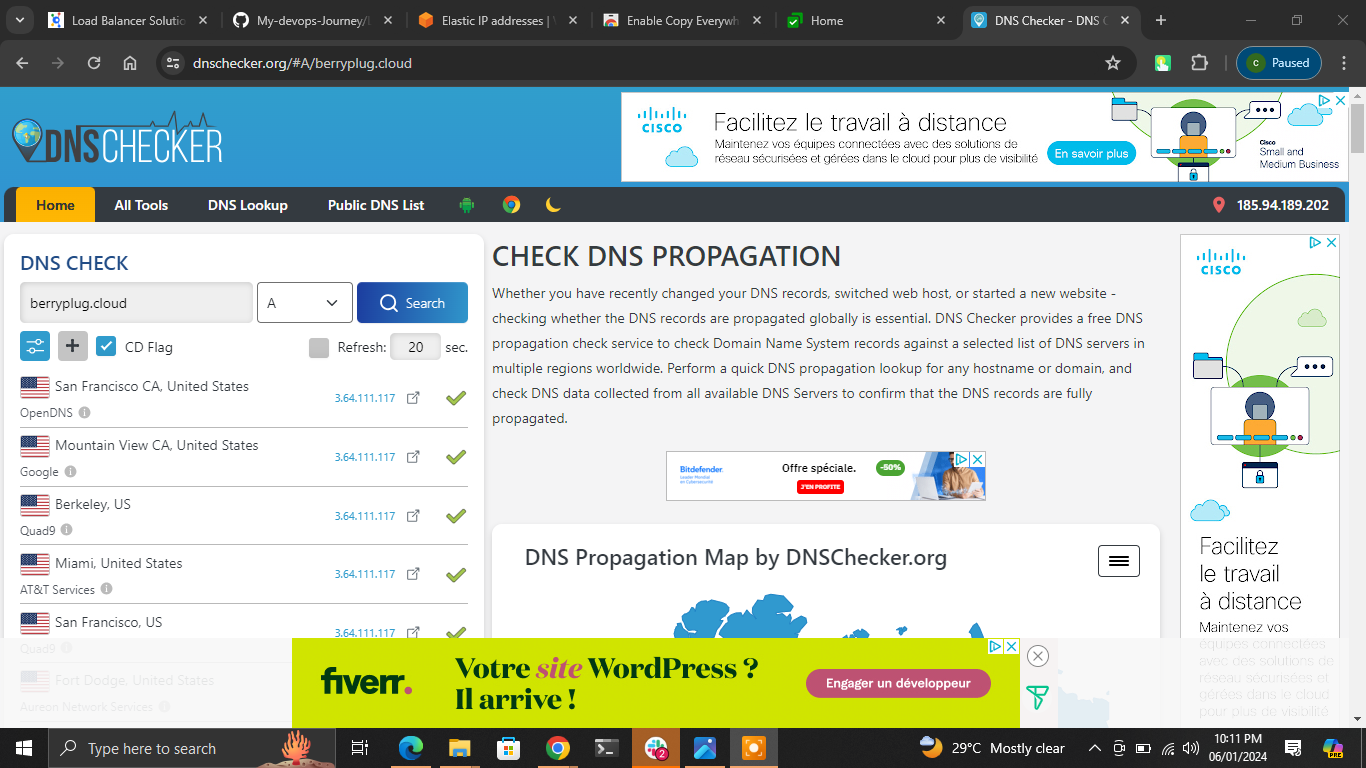 Load Balancer Solutio
My-devops-Journey/L
Elastic IP addresses |
Enable Copy Everywh
Home
DNS Checker - DNS C
dnschecker.org/#A/berryplug.cloud
C Paused
DNSCHECKER
CISCO
Facilitez le travail à distance
Maintenez vos équipes connectées avec des solutions de
réseau sécurisées et gérées dans le cloud pour plus de visibilité
En savoir plus
Cisco
Small and
Medium Business
Home
All Tools
DNS Lookup
Public DNS List
185.94.189.202
DNS CHECK
berryplug.cloud
A
Search
CD Flag
Refresh: 20 sec.
San Francisco CA, United States
OpenDNS
3.64.111.117
Mountain View CA, United States
Google
3.64.111.117
Berkeley, US
Quad9
3.64.111.117
Miami, United States
AT&T Services
3.64.111.117
San Francisco, US
Quad9
3.64.111.117
Fort Dodge, United States
Aureon Network Services
CHECK DNS PROPAGATION
Whether you have recently changed your DNS records, switched web host, or started a new website -
checking whether the DNS records are propagated globally is essential. DNS Checker provides a free DNS
propagation check service to check Domain Name System records against a selected list of DNS servers in
multiple regions worldwide. Perform a quick DNS propagation lookup for any hostname or domain, and
check DNS data collected from all available DNS Servers to confirm that the DNS records are fully
propagated.
Bitdefender
Leader Mondial
en Cybersécurité
Offre spéciale.
-50%
J'EN PROFITE
DNS Propagation Map by DNSChecker.org
CISCO
Facilitez
le travail
à distance
Maintenez vos
équipes connectées
avec des solutions de
réseau sécurisées et
gérées dans le cloud
pour plus de visibilité
fiverr.
Votre site WordPress ?
Il arrive !
Engager un développeur
Type here to search
2
29°C Mostly clear
10:11 PM
06/01/2024
PRE